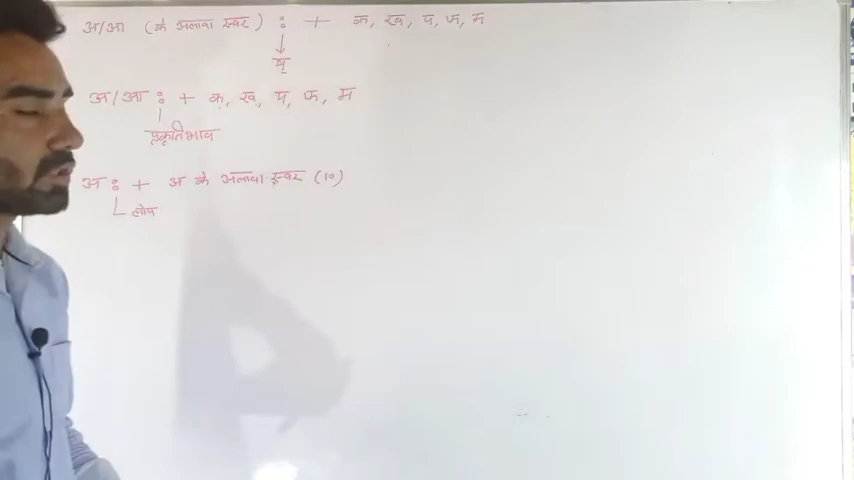 अ/आ (के अलावा स्वर) : + क, ख, प, फ, म
ष्
अ/आ : + क, ख, प, फ, म
प्रकृतिभाव
अ : + अ के अलावा स्वर (10)
लोप